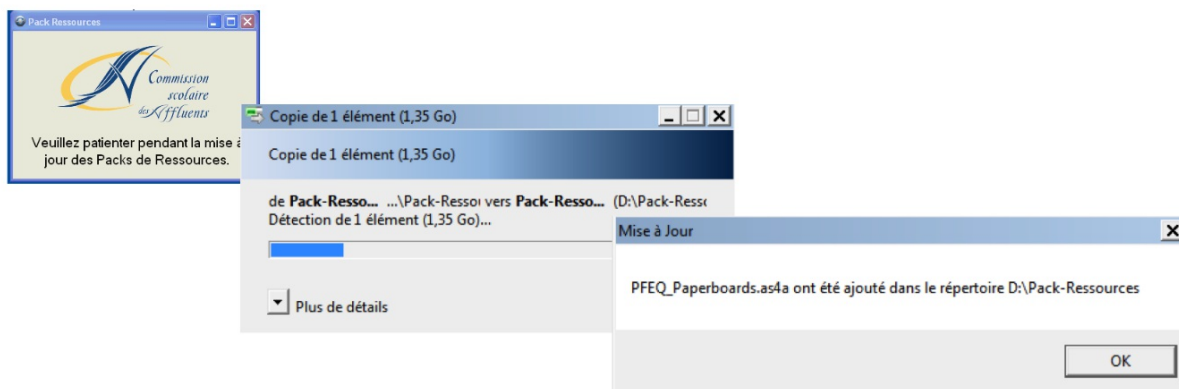 Pack Ressources
Commission
scolaire
des Affluents
Veuillez patienter pendant la mise à
jour des Packs de Ressources.
Copie de 1 élément (1,35 Go)
Copie de 1 élément (1,35 Go)
de Pack-Resso... ...\Pack-Ressou vers Pack-Resso... (D:\Pack-Resso
Détection de 1 élément (1,35 Go)...
Plus de détails
Mise à Jour
PFEQ_Paperboards.as4a ont été ajouté dans le répertoire D:\Pack-Ressources
OK